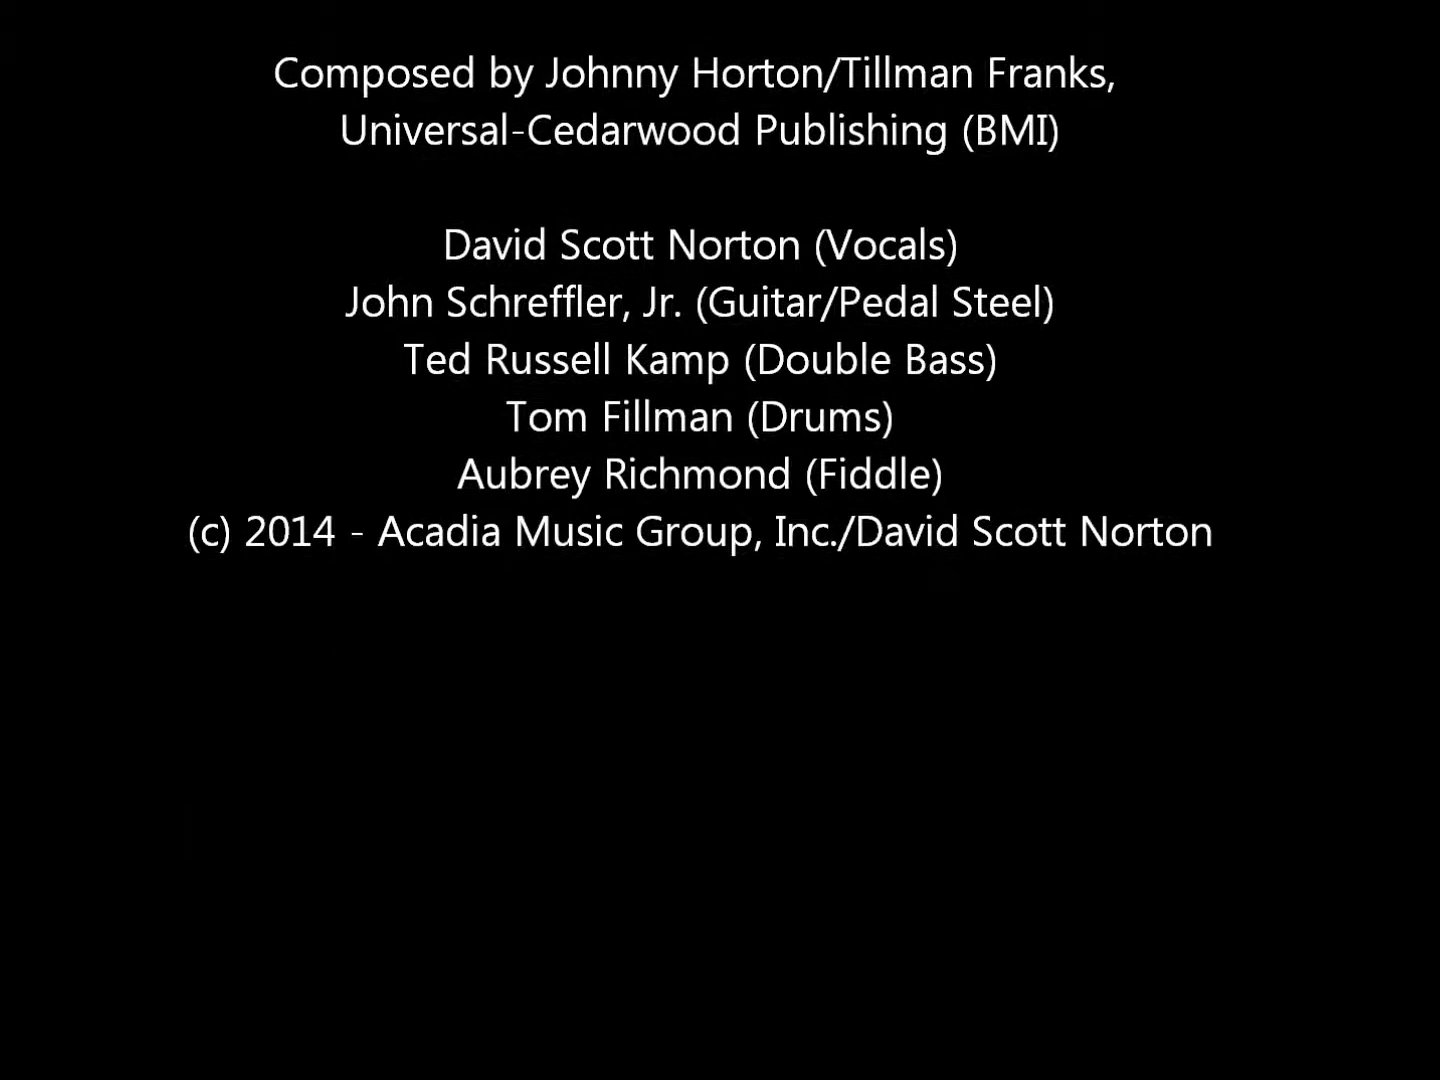 Composed by Johnny Horton/Tillman Franks,
Universal-Cedarwood Publishing (BMI)
David Scott Norton (Vocals)
John Schreffler, Jr. (Guitar/Pedal Steel)
Ted Russell Kamp (Double Bass)
Tom Fillman (Drums)
Aubrey Richmond (Fiddle)
(c) 2014 - Acadia Music Group, Inc./David Scott Norton